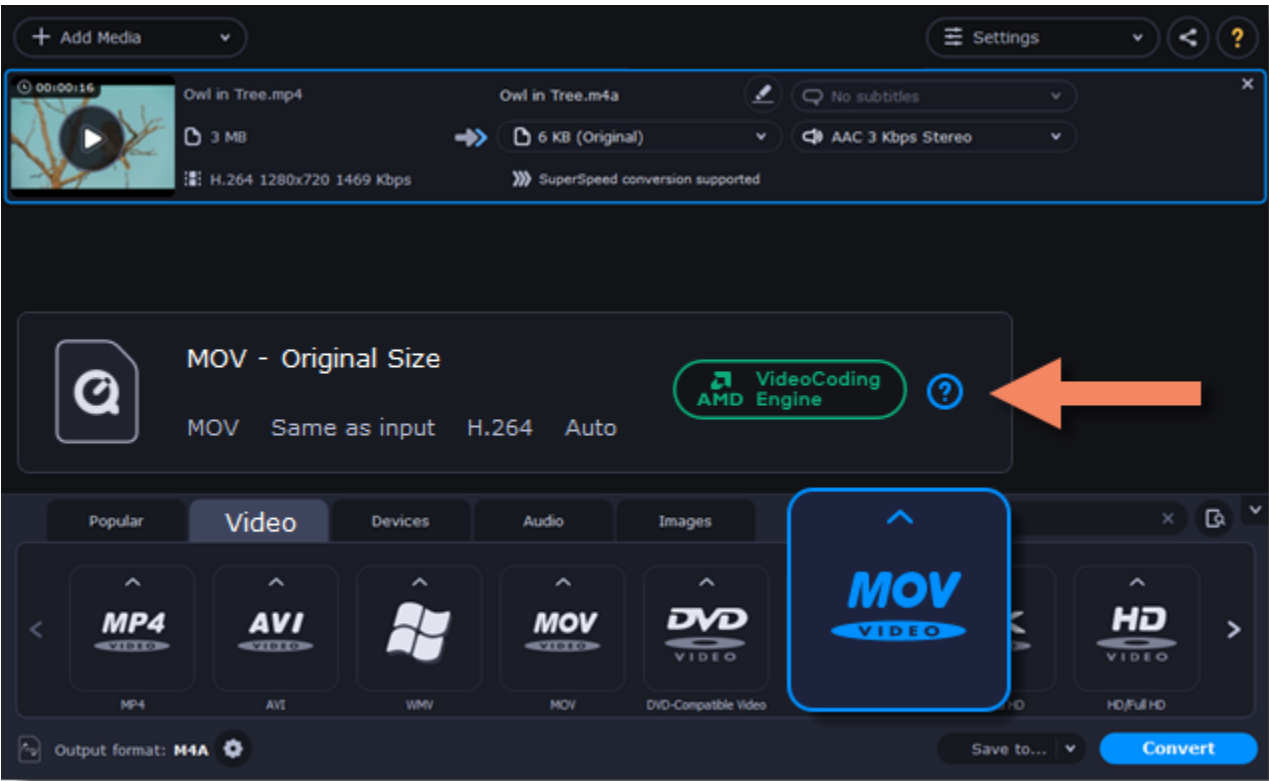 + Add Media
Settings
?
00:00:16
Owl in Tree.mp4
Owl in Tree.m4a
No subtitles
3 MB
6 KB (Original)
AAC 3 Kbps Stereo
H.264 1280x720 1469 Kbps
SuperSpeed conversion supported
MOV - Original Size
MOV Same as input H.264 Auto
AMD VideoCoding
Engine
?
Popular
Video
Devices
Audio
Images
MP4
VIDEO
AVI
VIDEO
MOV
VIDEO
DVD
VIDEO
MOV
VIDEO
HD
VIDEO
MP4
AVI
WMV
MOV
DVD-Compatible Video
HD
HD/Full HD
Output format: M4A
Save to...
Convert